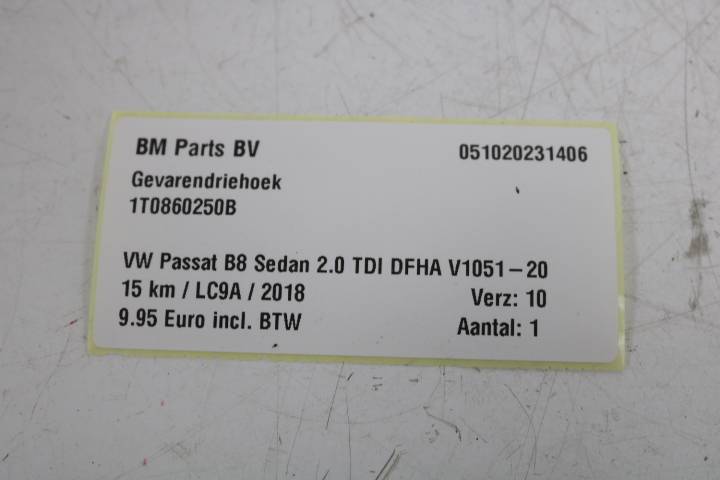 BM Parts BV 051020231406
Gevarendriehoek
1T0860250B
VW Passat B8 Sedan 2.0 TDI DFHA V1051-20
15 km / LC9A / 2018 Verz: 10
9.95 Euro incl. BTW Aantal: 1